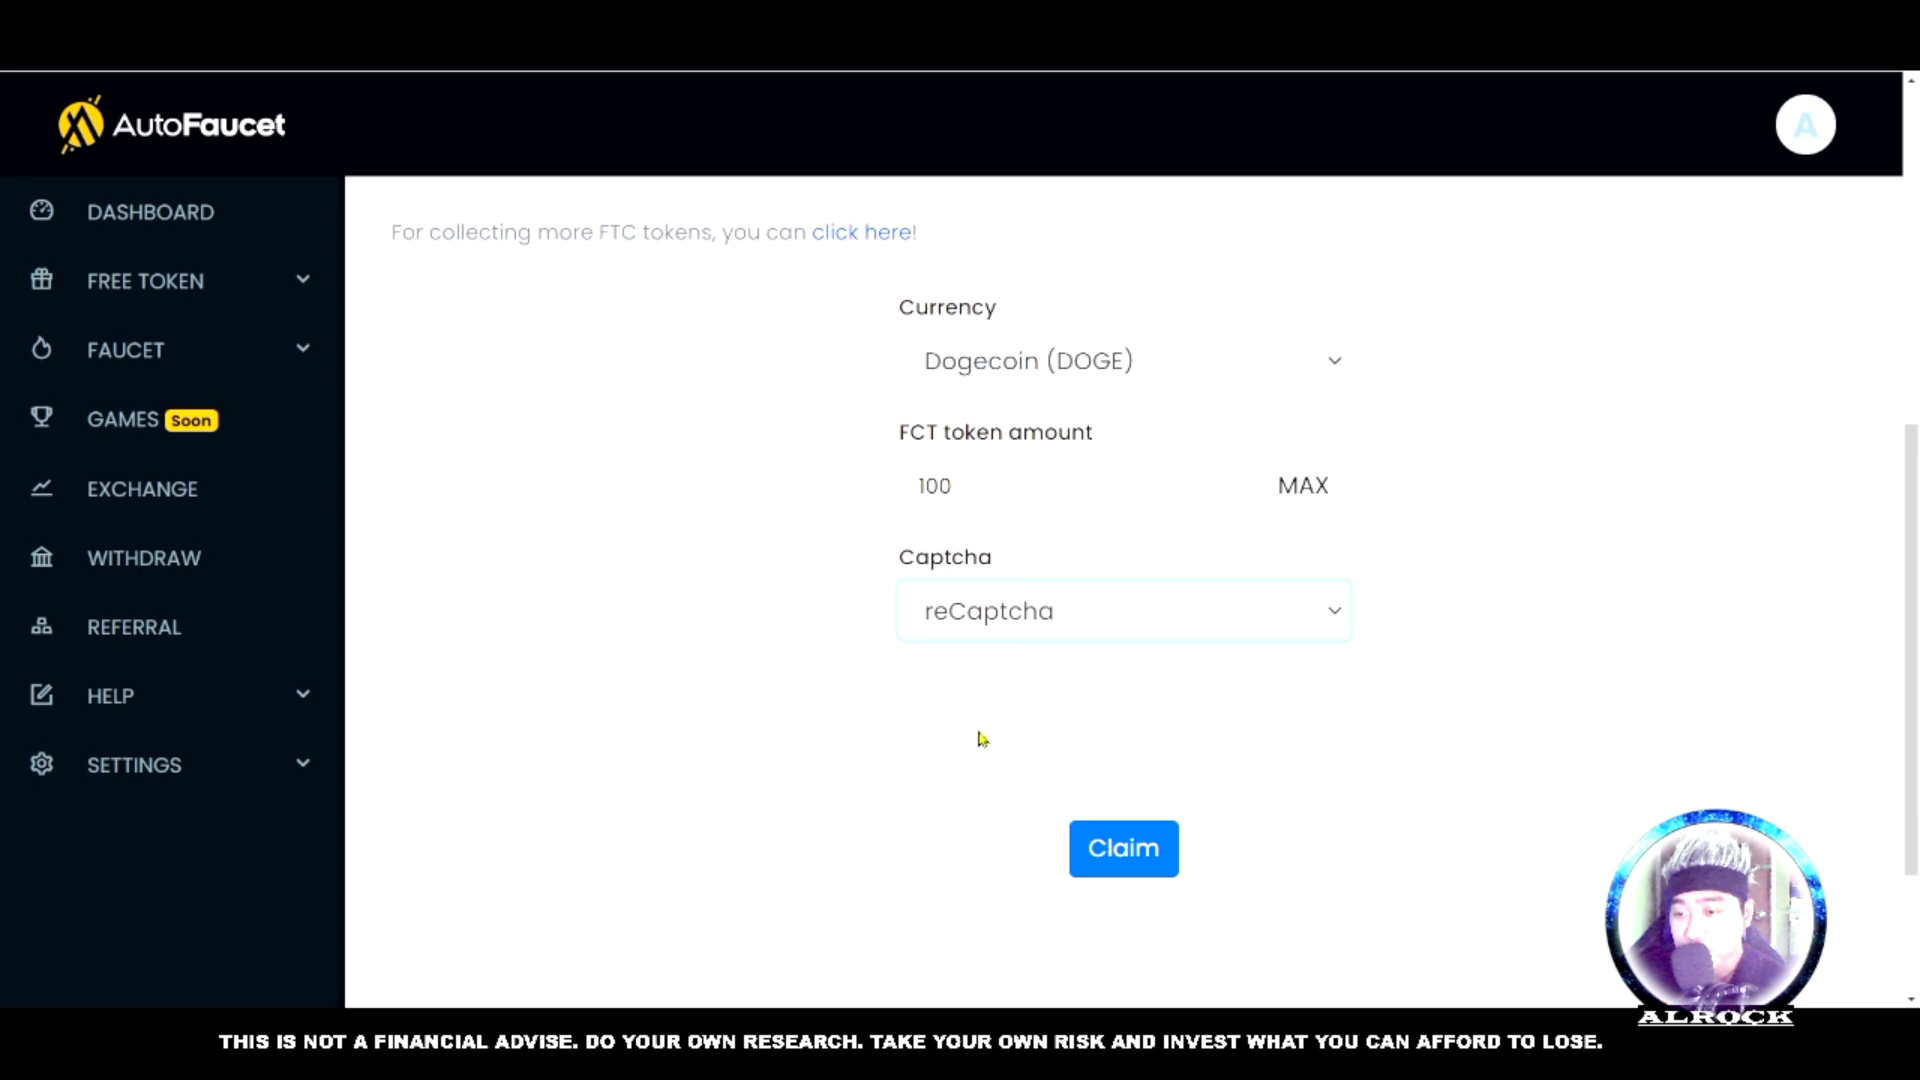 AutoFaucet
A
DASHBOARD
For collecting more FTC tokens, you can click here!
FREE TOKEN
Currency
FAUCET
Dogecoin (DOGE)
GAMES Soon
FCT token amount
EXCHANGE
100 MAX
WITHDRAW
Captcha
REFERRAL
reCaptcha
HELP
SETTINGS
Claim
ALROCK
THIS IS NOT A FINANCIAL ADVISE. DO YOUR OWN RESEARCH. TAKE YOUR OWN RISK AND INVEST WHAT YOU CAN AFFORD TO LOSE.